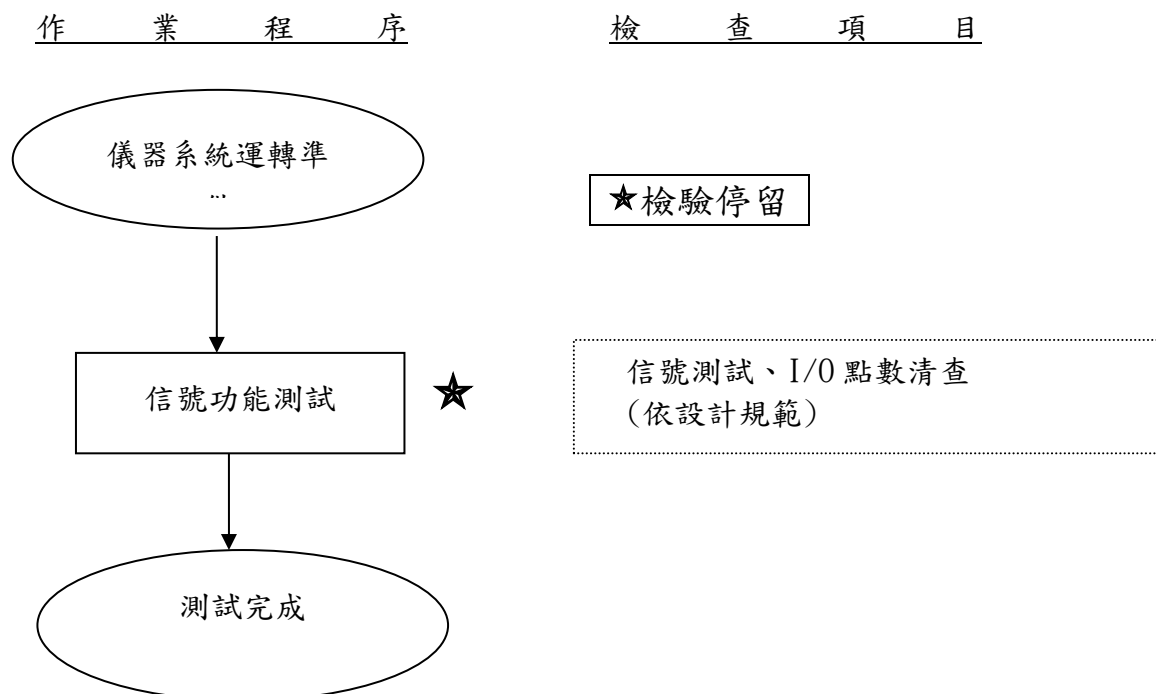 作業程序
檢查項目
儀器系統運轉準
…
★檢驗停留
信號功能測試
★
信號測試、I/O 點數清查
(依設計規範)
測試完成